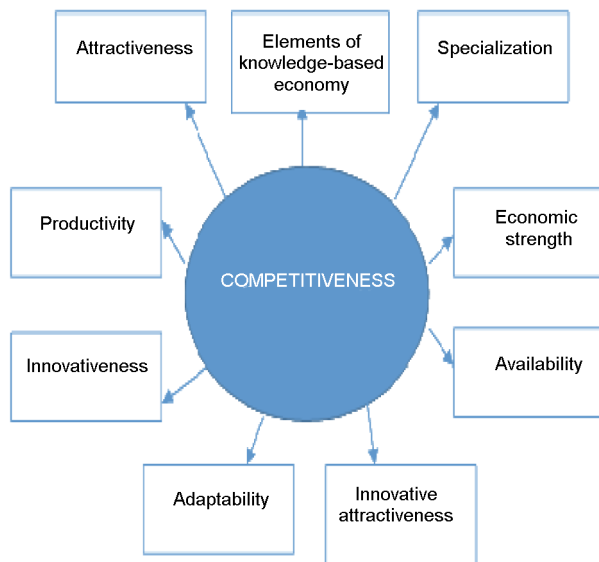 Attractiveness
Elements of
knowledge-based
economy
Specialization
Productivity
Economic
strength
COMPETITIVENESS
Innovativeness
Availability
Adaptability
Innovative
attractiveness